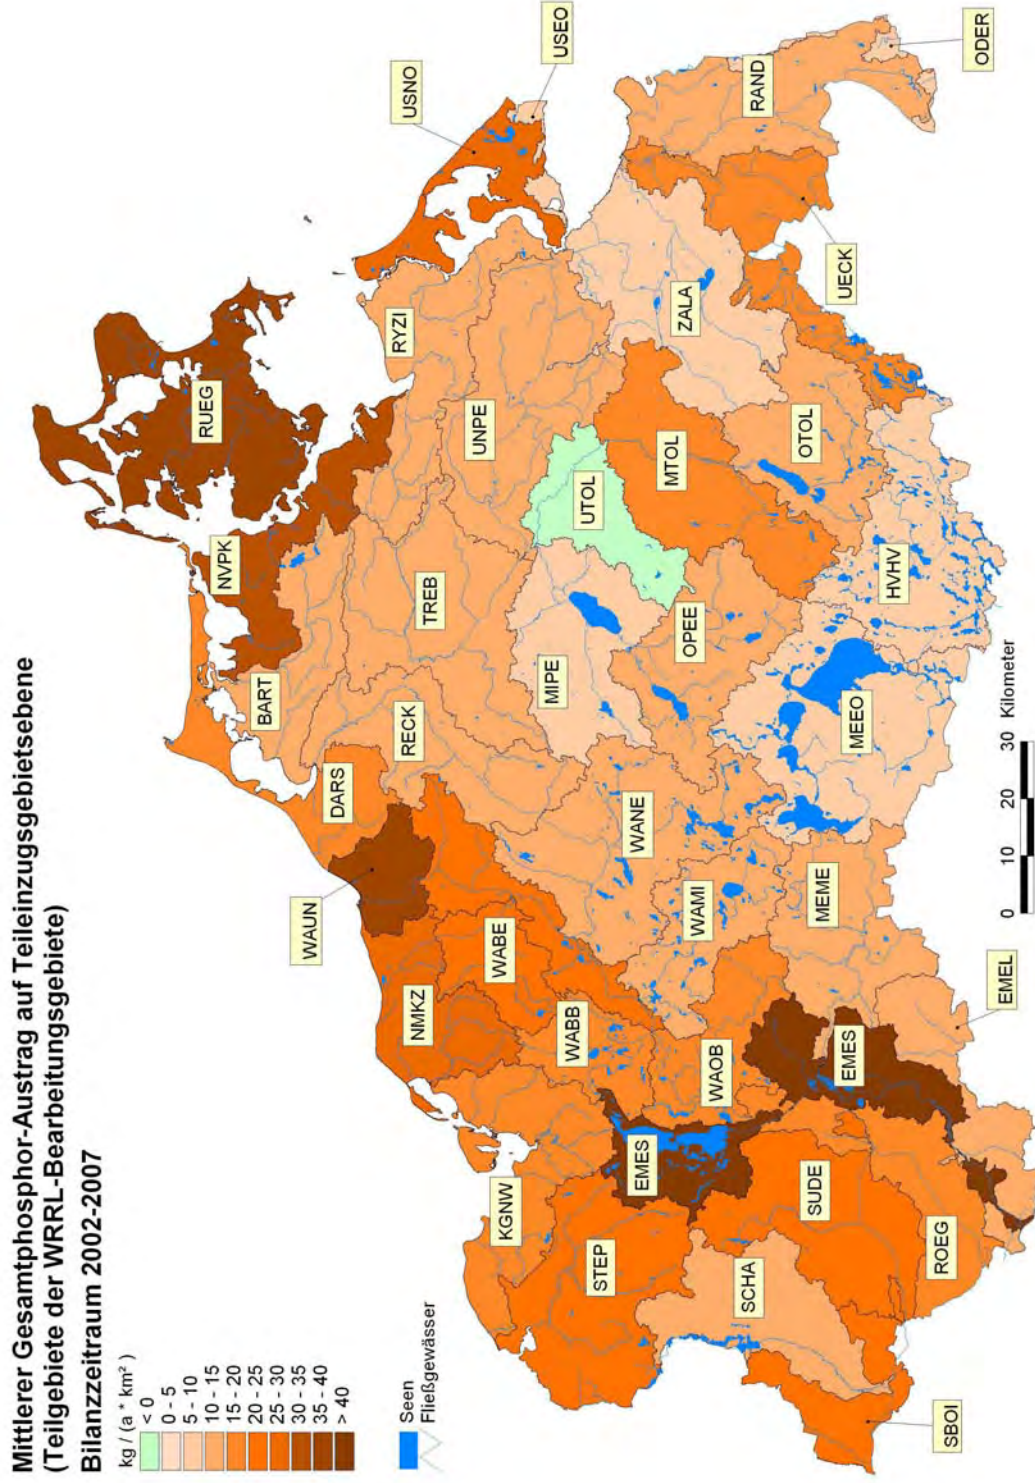 Mittlerer Gesamtphosphor-Austrag auf Teileinzugsgebietsebene
(Teilgebiete der WRRL-Bearbeitungsgebiete)
Bilanzzeitraum 2002-2007
kg / (a * km²)
< 0
0 - 5
5 - 10
10 - 15
15 - 20
20 - 25
25 - 30
30 - 35
35 - 40
> 40
Seen
Fließgewässer
RUEG
NVPK
USNO
USEO
RYZI
BART
DARS
WAUN
UNPE
TREB
RECK
NMKZ
WABE
WABB
KGNW
STEP
EMES
WAOB
UTOL
MIPE
MTOL
ZALA
RAND
ODER
UECK
OTOL
OPEE
WANE
WAMI
MEME
MEEO
HVHV
EMES
EMEL
SUDE
SCHA
ROEG
SBOI
0 10 20 30 Kilometer